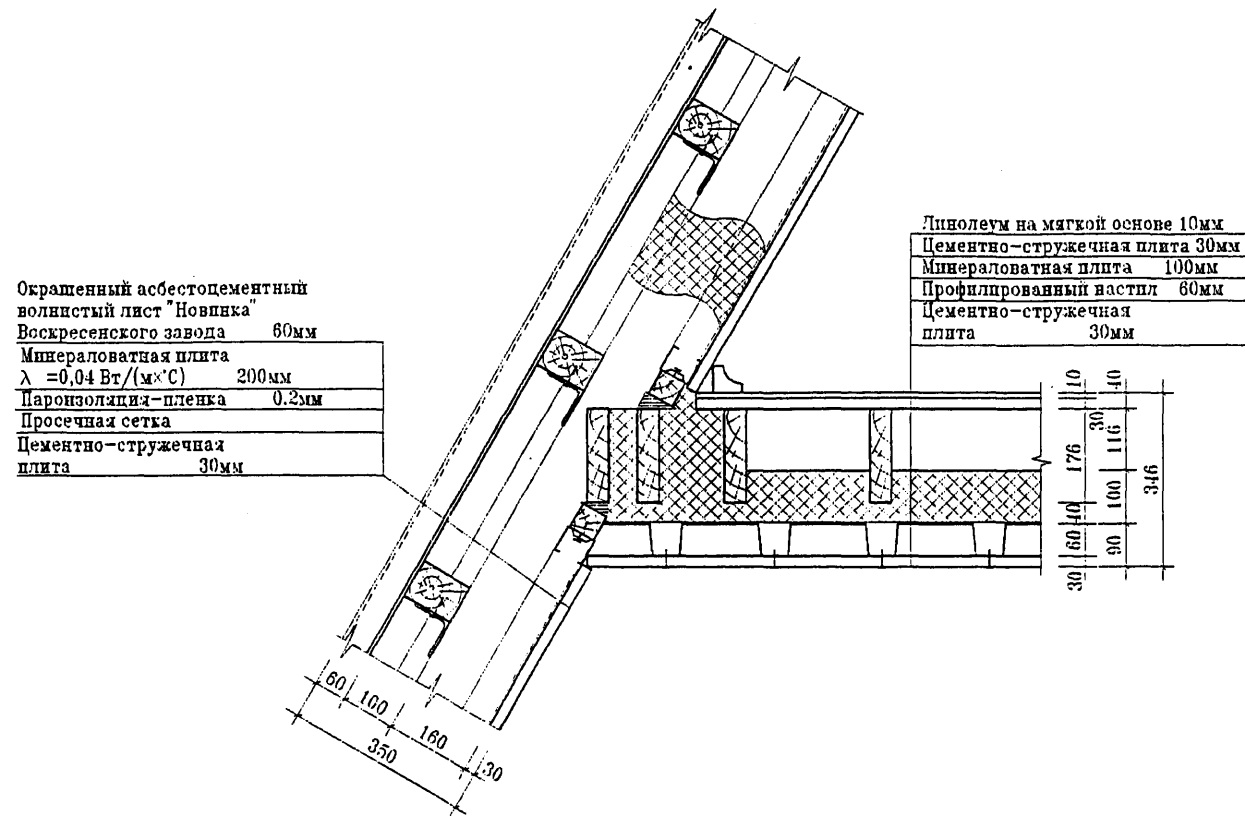 Окрашенный асбестоцементный
волнистый лист "Новинка"
Воскресенского завода 60мм
Минераловатная плита
λ =0,04 Вт/(м×°С) 200мм
Пароизоляция-пленка 0.2мм
Просечная сетка
Цементно-стружечная
плита 30мм
Линолеум на мягкой основе 10мм
Цементно-стружечная плита 30мм
Минераловатная плита 100мм
Профилированный настил 60мм
Цементно-стружечная
плита 30мм
10
40
30
176
116
346
100
40
60
90
30
60
100
160
30
350